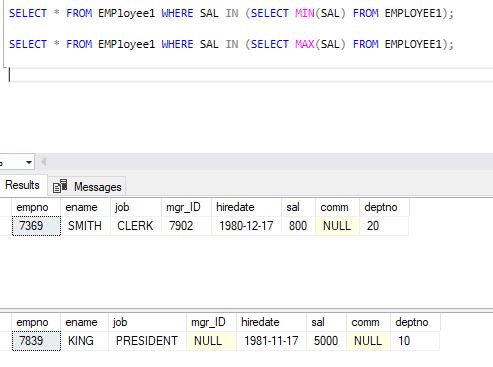 SELECT * FROM EMPloyee1 WHERE SAL IN (SELECT MIN(SAL) FROM EMPLOYEE1);
SELECT * FROM EMPloyee1 WHERE SAL IN (SELECT MAX(SAL) FROM EMPLOYEE1);
Results Messages
empno ename job mgr_ID hiredate sal comm deptno
7369 SMITH CLERK 7902 1980-12-17 800 NULL 20
empno ename job mgr_ID hiredate sal comm deptno
7839 KING PRESIDENT NULL 1981-11-17 5000 NULL 10